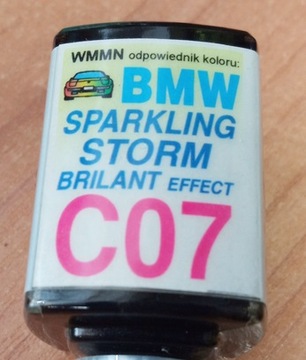 WMMN odpowiednik koloru:
BMW
SPARKLING
STORM
BRILANT EFFECT
C07